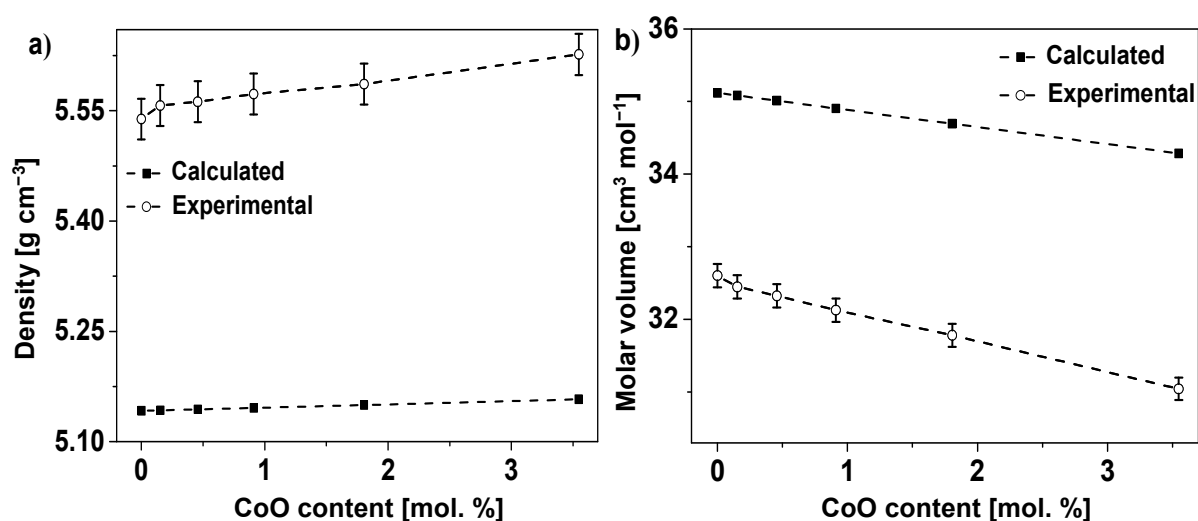 a)
Density [g cm⁻³]
5.55
5.40
5.25
5.10
Calculated
Experimental
0 1 2 3
CoO content [mol. %]
b)
Molar volume [cm³ mol⁻¹]
36
34
32
Calculated
Experimental
0 1 2 3
CoO content [mol. %]